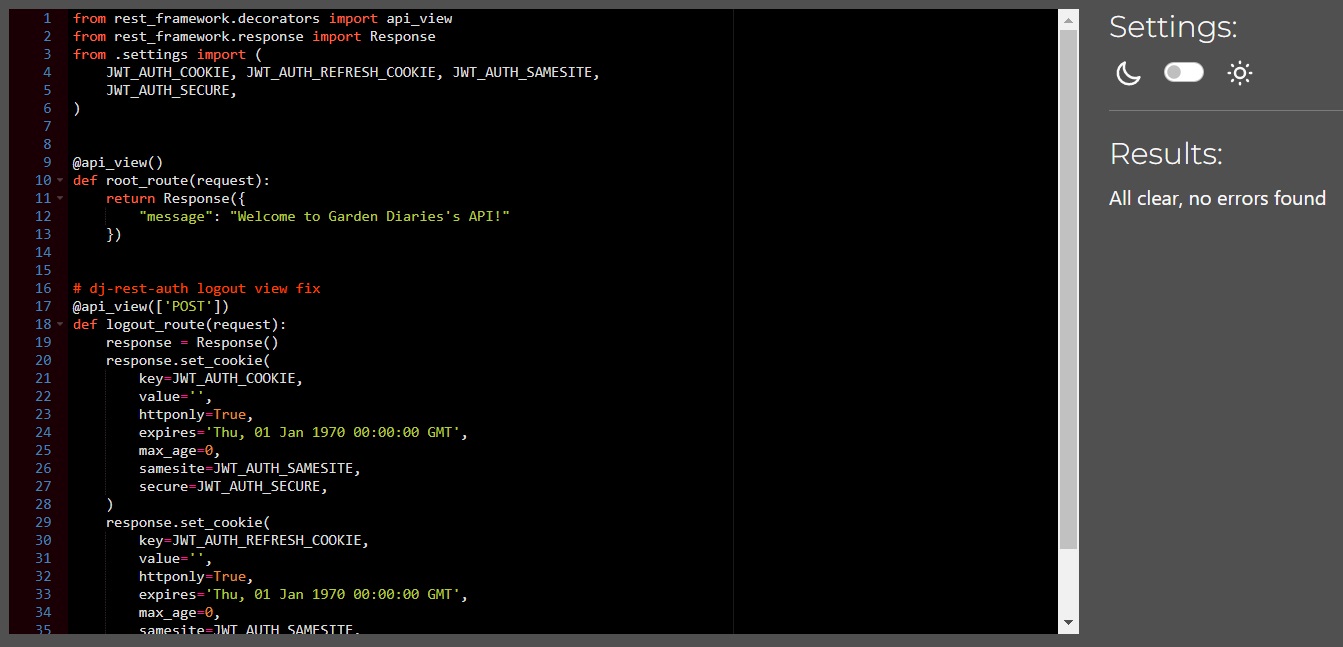 1 from rest_framework.decorators import api_view
2 from rest_framework.response import Response
3 from .settings import (
4     JWT_AUTH_COOKIE, JWT_AUTH_REFRESH_COOKIE, JWT_AUTH_SAMESITE,
5     JWT_AUTH_SECURE,
6 )
7
8
9 @api_view()
10 def root_route(request):
11     return Response({
12         "message": "Welcome to Garden Diaries's API!"
13     })
14
15
16 # dj-rest-auth logout view fix
17 @api_view(['POST'])
18 def logout_route(request):
19     response = Response()
20     response.set_cookie(
21         key=JWT_AUTH_COOKIE,
22         value='',
23         httponly=True,
24         expires='Thu, 01 Jan 1970 00:00:00 GMT',
25         max_age=0,
26         samesite=JWT_AUTH_SAMESITE,
27         secure=JWT_AUTH_SECURE,
28     )
29     response.set_cookie(
30         key=JWT_AUTH_REFRESH_COOKIE,
31         value='',
32         httponly=True,
33         expires='Thu, 01 Jan 1970 00:00:00 GMT',
34         max_age=0,
35         samesite=JWT_AUTH_SAMESITE,
Settings:
Results:
All clear, no errors found